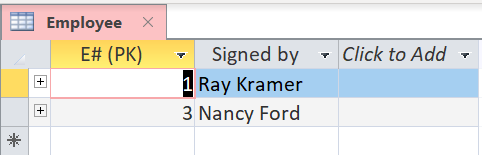 Employee
E# (PK) Signed by Click to Add
1 Ray Kramer
3 Nancy Ford